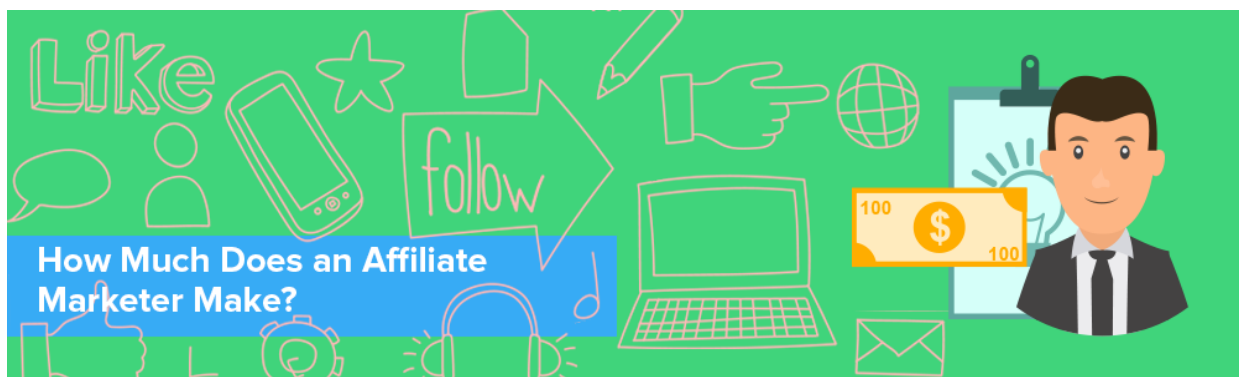 Like
follow
How Much Does an Affiliate
Marketer Make?
100
$
100